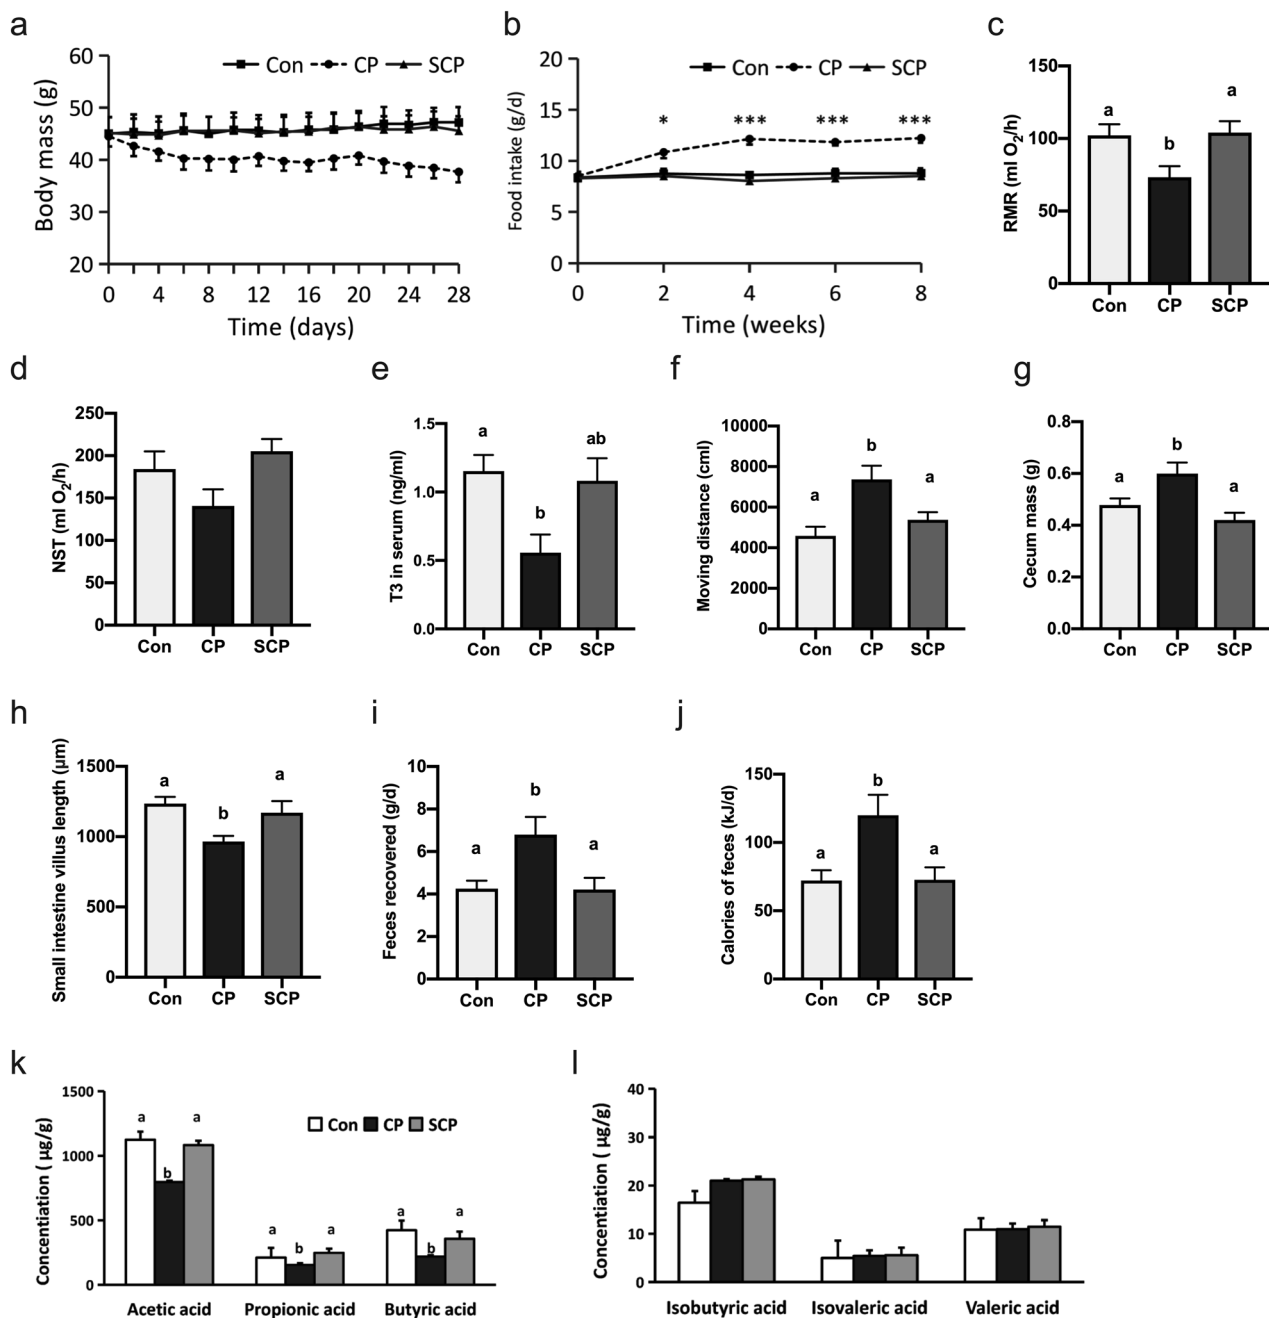 a
Con CP SCP
Body mass (g)
60
50
40
30
20
0 4 8 12 16 20 24 28
Time (days)
b
Con CP SCP
Food intake (g/d)
20
15
10
5
0
* *** *** ***
0 2 4 6 8
Time (weeks)
c
RMR (ml O2/h)
150
100
50
0
a b a
Con CP SCP
d
NST (ml O2/h)
250
200
150
100
50
0
Con CP SCP
e
T3 in serum (ng/ml)
1.5
1.0
0.5
0.0
a b ab
Con CP SCP
f
Moving distance (cml)
10000
8000
6000
4000
2000
0
a b a
Con CP SCP
g
Cecum mass (g)
0.8
0.6
0.4
0.2
0.0
a b a
Con CP SCP
h
Small intestine villus length (μm)
1500
1000
500
0
a b a
Con CP SCP
i
Feces recovered (g/d)
10
8
6
4
2
0
a b a
Con CP SCP
j
Calories of feces (kJ/d)
150
100
50
0
a b a
Con CP SCP
k
Concentiation ( μg/g)
1500
1000
500
0
Con CP SCP
a b a a b a a b a
Acetic acid Propionic acid Butyric acid
l
Concentiation ( μg/g)
40
30
20
10
0
Isobutyric acid Isovaleric acid Valeric acid